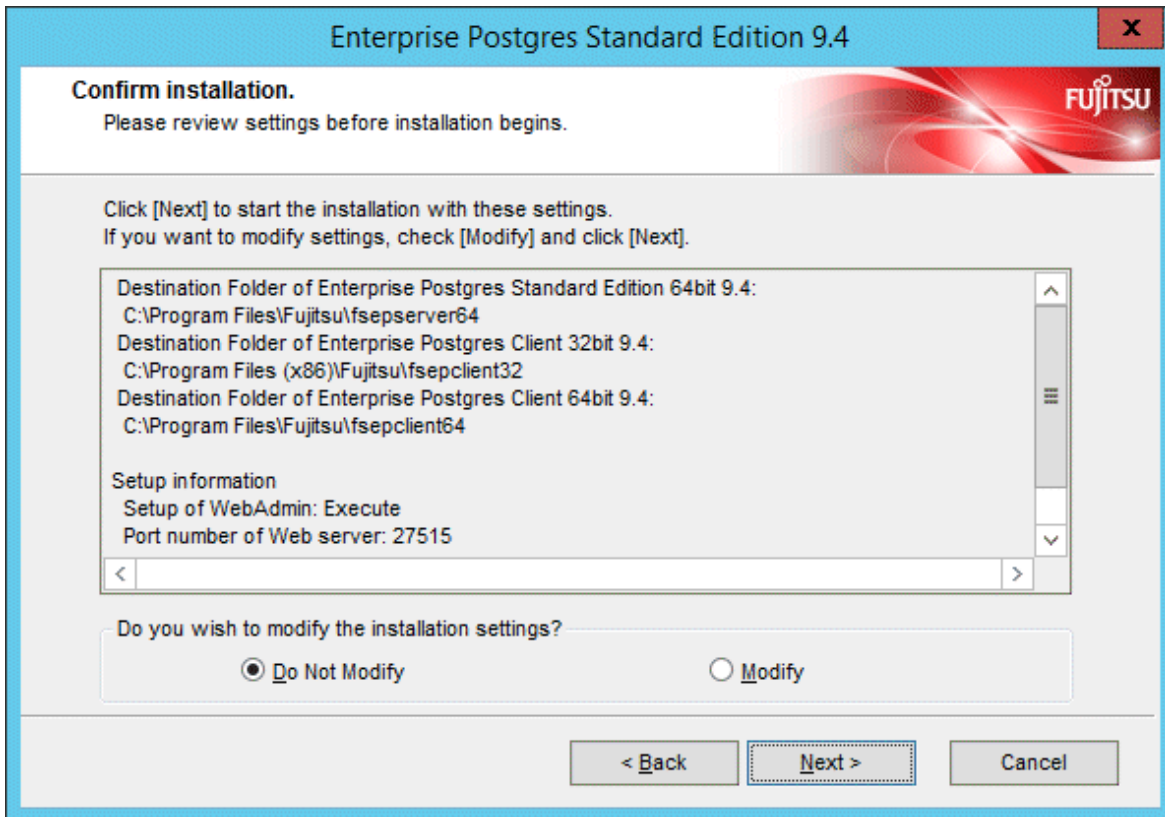 Enterprise Postgres Standard Edition 9.4
x
Confirm installation.
Please review settings before installation begins.
FUJITSU
Click [Next] to start the installation with these settings.
If you want to modify settings, check [Modify] and click [Next].
Destination Folder of Enterprise Postgres Standard Edition 64bit 9.4:
C:\Program Files\Fujitsu\fsepserver64
Destination Folder of Enterprise Postgres Client 32bit 9.4:
C:\Program Files (x86)\Fujitsu\fsepclient32
Destination Folder of Enterprise Postgres Client 64bit 9.4:
C:\Program Files\Fujitsu\fsepclient64
Setup information
Setup of WebAdmin: Execute
Port number of Web server: 27515
Do you wish to modify the installation settings?
Do Not Modify
Modify
< Back
Next >
Cancel